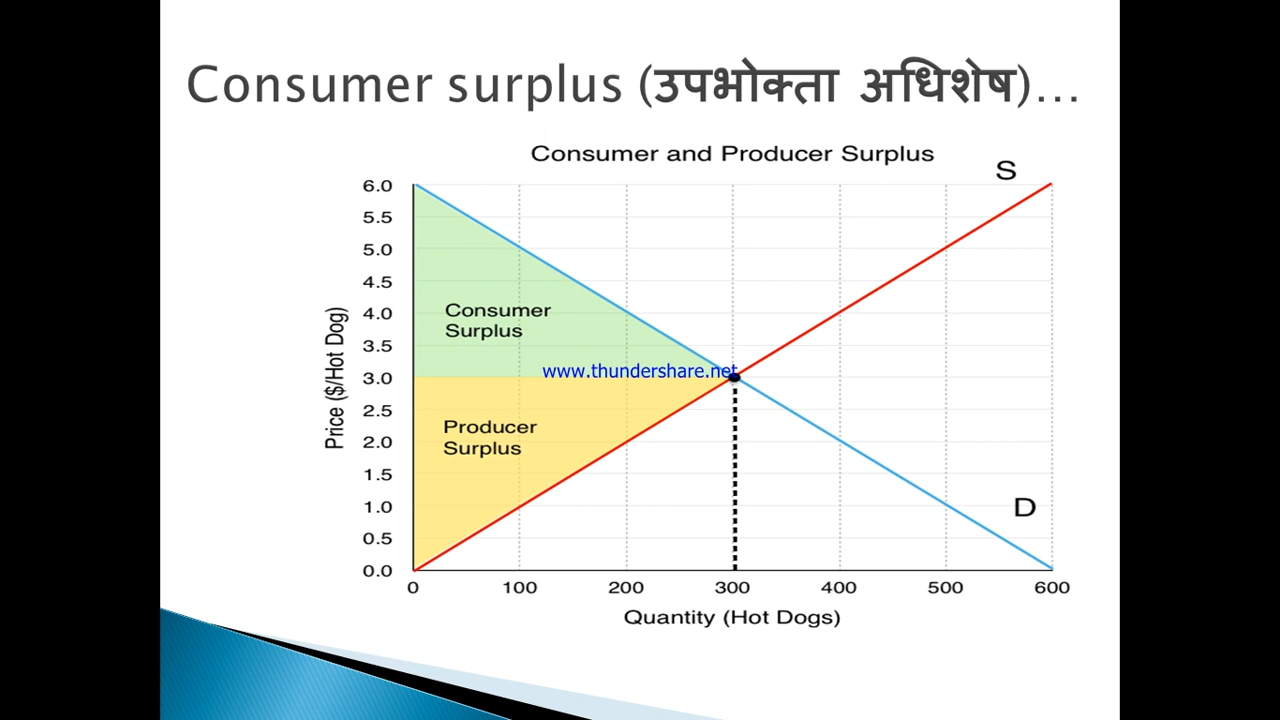 Consumer surplus (उपभोक्ता अधिशेष)...
Consumer and Producer Surplus
S
6.0
5.5
5.0
4.5
4.0
3.5
3.0
2.5
2.0
1.5
1.0
0.5
0.0
Price ($/Hot Dog)
Consumer
Surplus
www.thundershare.net
Producer
Surplus
D
0 100 200 300 400 500 600
Quantity (Hot Dogs)